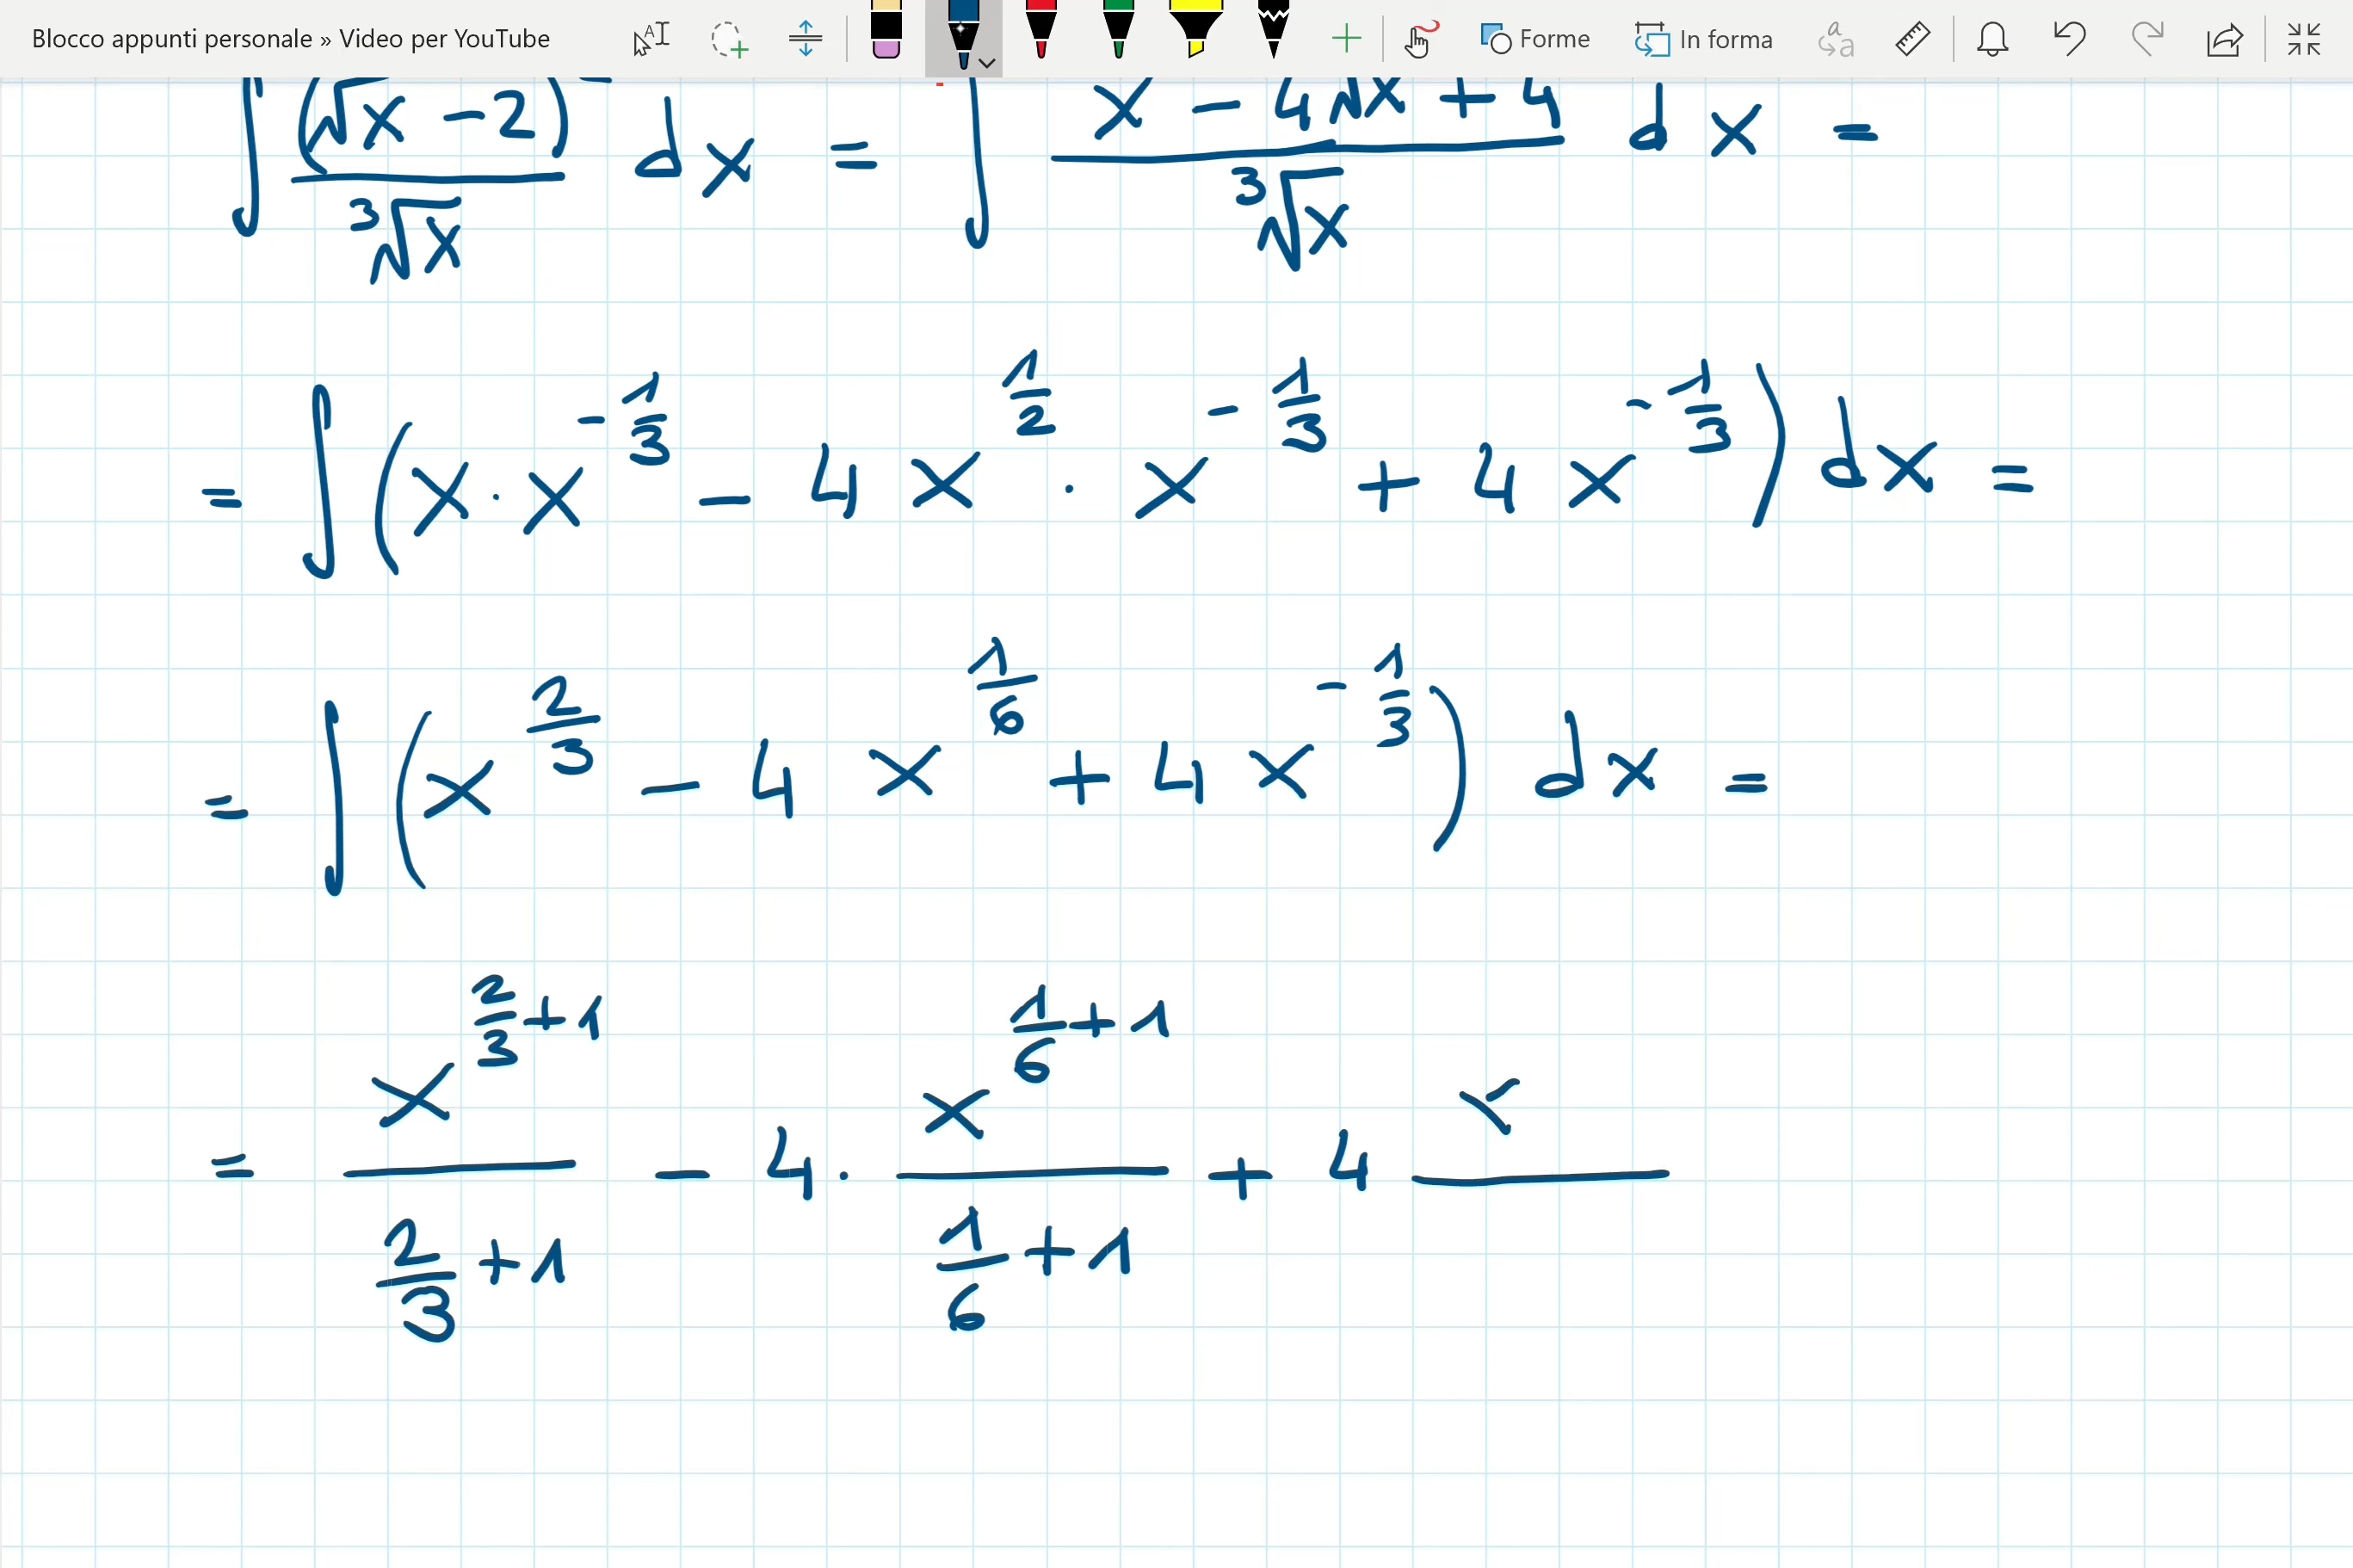 Blocco appunti personale » Video per YouTube Forme In forma
∫ (√x − 2)² / ∛x dx = ∫ (x − 4√x + 4) / ∛x dx =
= ∫ (x · x^(−1/3) − 4 x^(1/2) · x^(−1/3) + 4 x^(−1/3)) dx =
= ∫ (x^(2/3) − 4 x^(1/6) + 4 x^(−1/3)) dx =
= x^(2/3 + 1) / (2/3 + 1) − 4 · x^(1/6 + 1) / (1/6 + 1) + 4 x